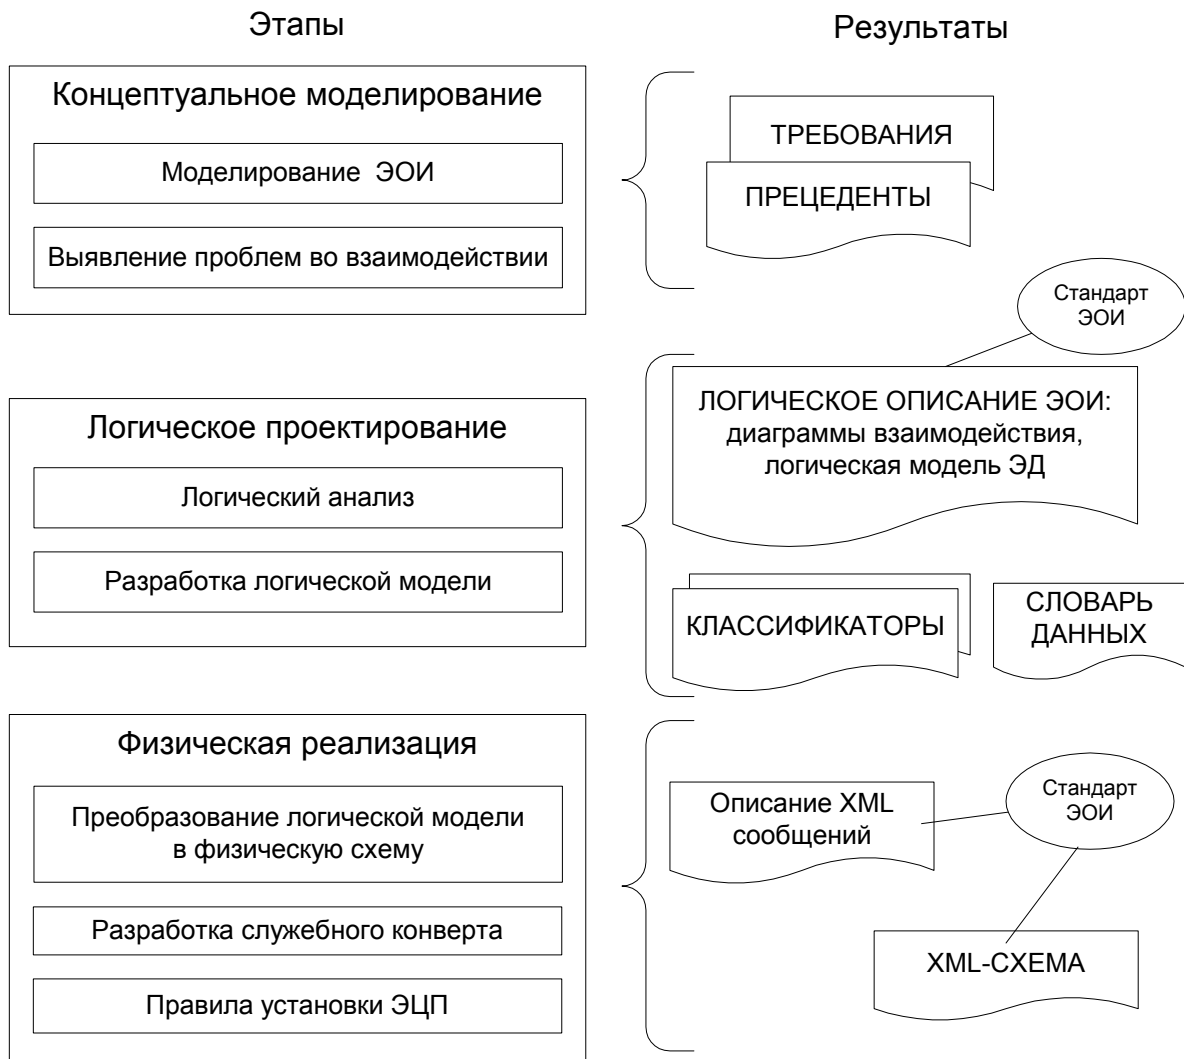 Этапы
Результаты
Концептуальное моделирование
Моделирование ЭОИ
Выявление проблем во взаимодействии
ТРЕБОВАНИЯ
ПРЕЦЕДЕНТЫ
Стандарт
ЭОИ
Логическое проектирование
Логический анализ
Разработка логической модели
ЛОГИЧЕСКОЕ ОПИСАНИЕ ЭОИ:
диаграммы взаимодействия,
логическая модель ЭД
КЛАССИФИКАТОРЫ
СЛОВАРЬ
ДАННЫХ
Физическая реализация
Преобразование логической модели
в физическую схему
Разработка служебного конверта
Правила установки ЭЦП
Описание XML
сообщений
Стандарт
ЭОИ
XML-СХЕМА